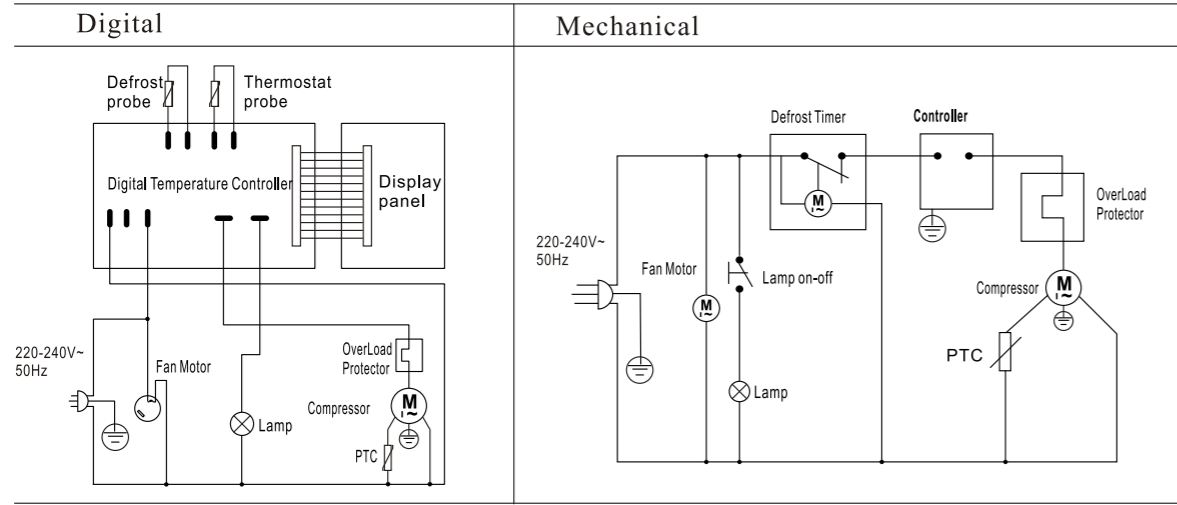 Digital
Defrost
probe
Thermostat
probe
Digital Temperature Controller
Display
panel
220-240V~
50Hz
Fan Motor
Lamp
OverLoad
Protector
Compressor
M
~
PTC
Mechanical
Defrost Timer
Controller
M
~
OverLoad
Protector
220-240V~
50Hz
Fan Motor
M
~
Lamp on-off
Compressor
M
~
PTC
Lamp